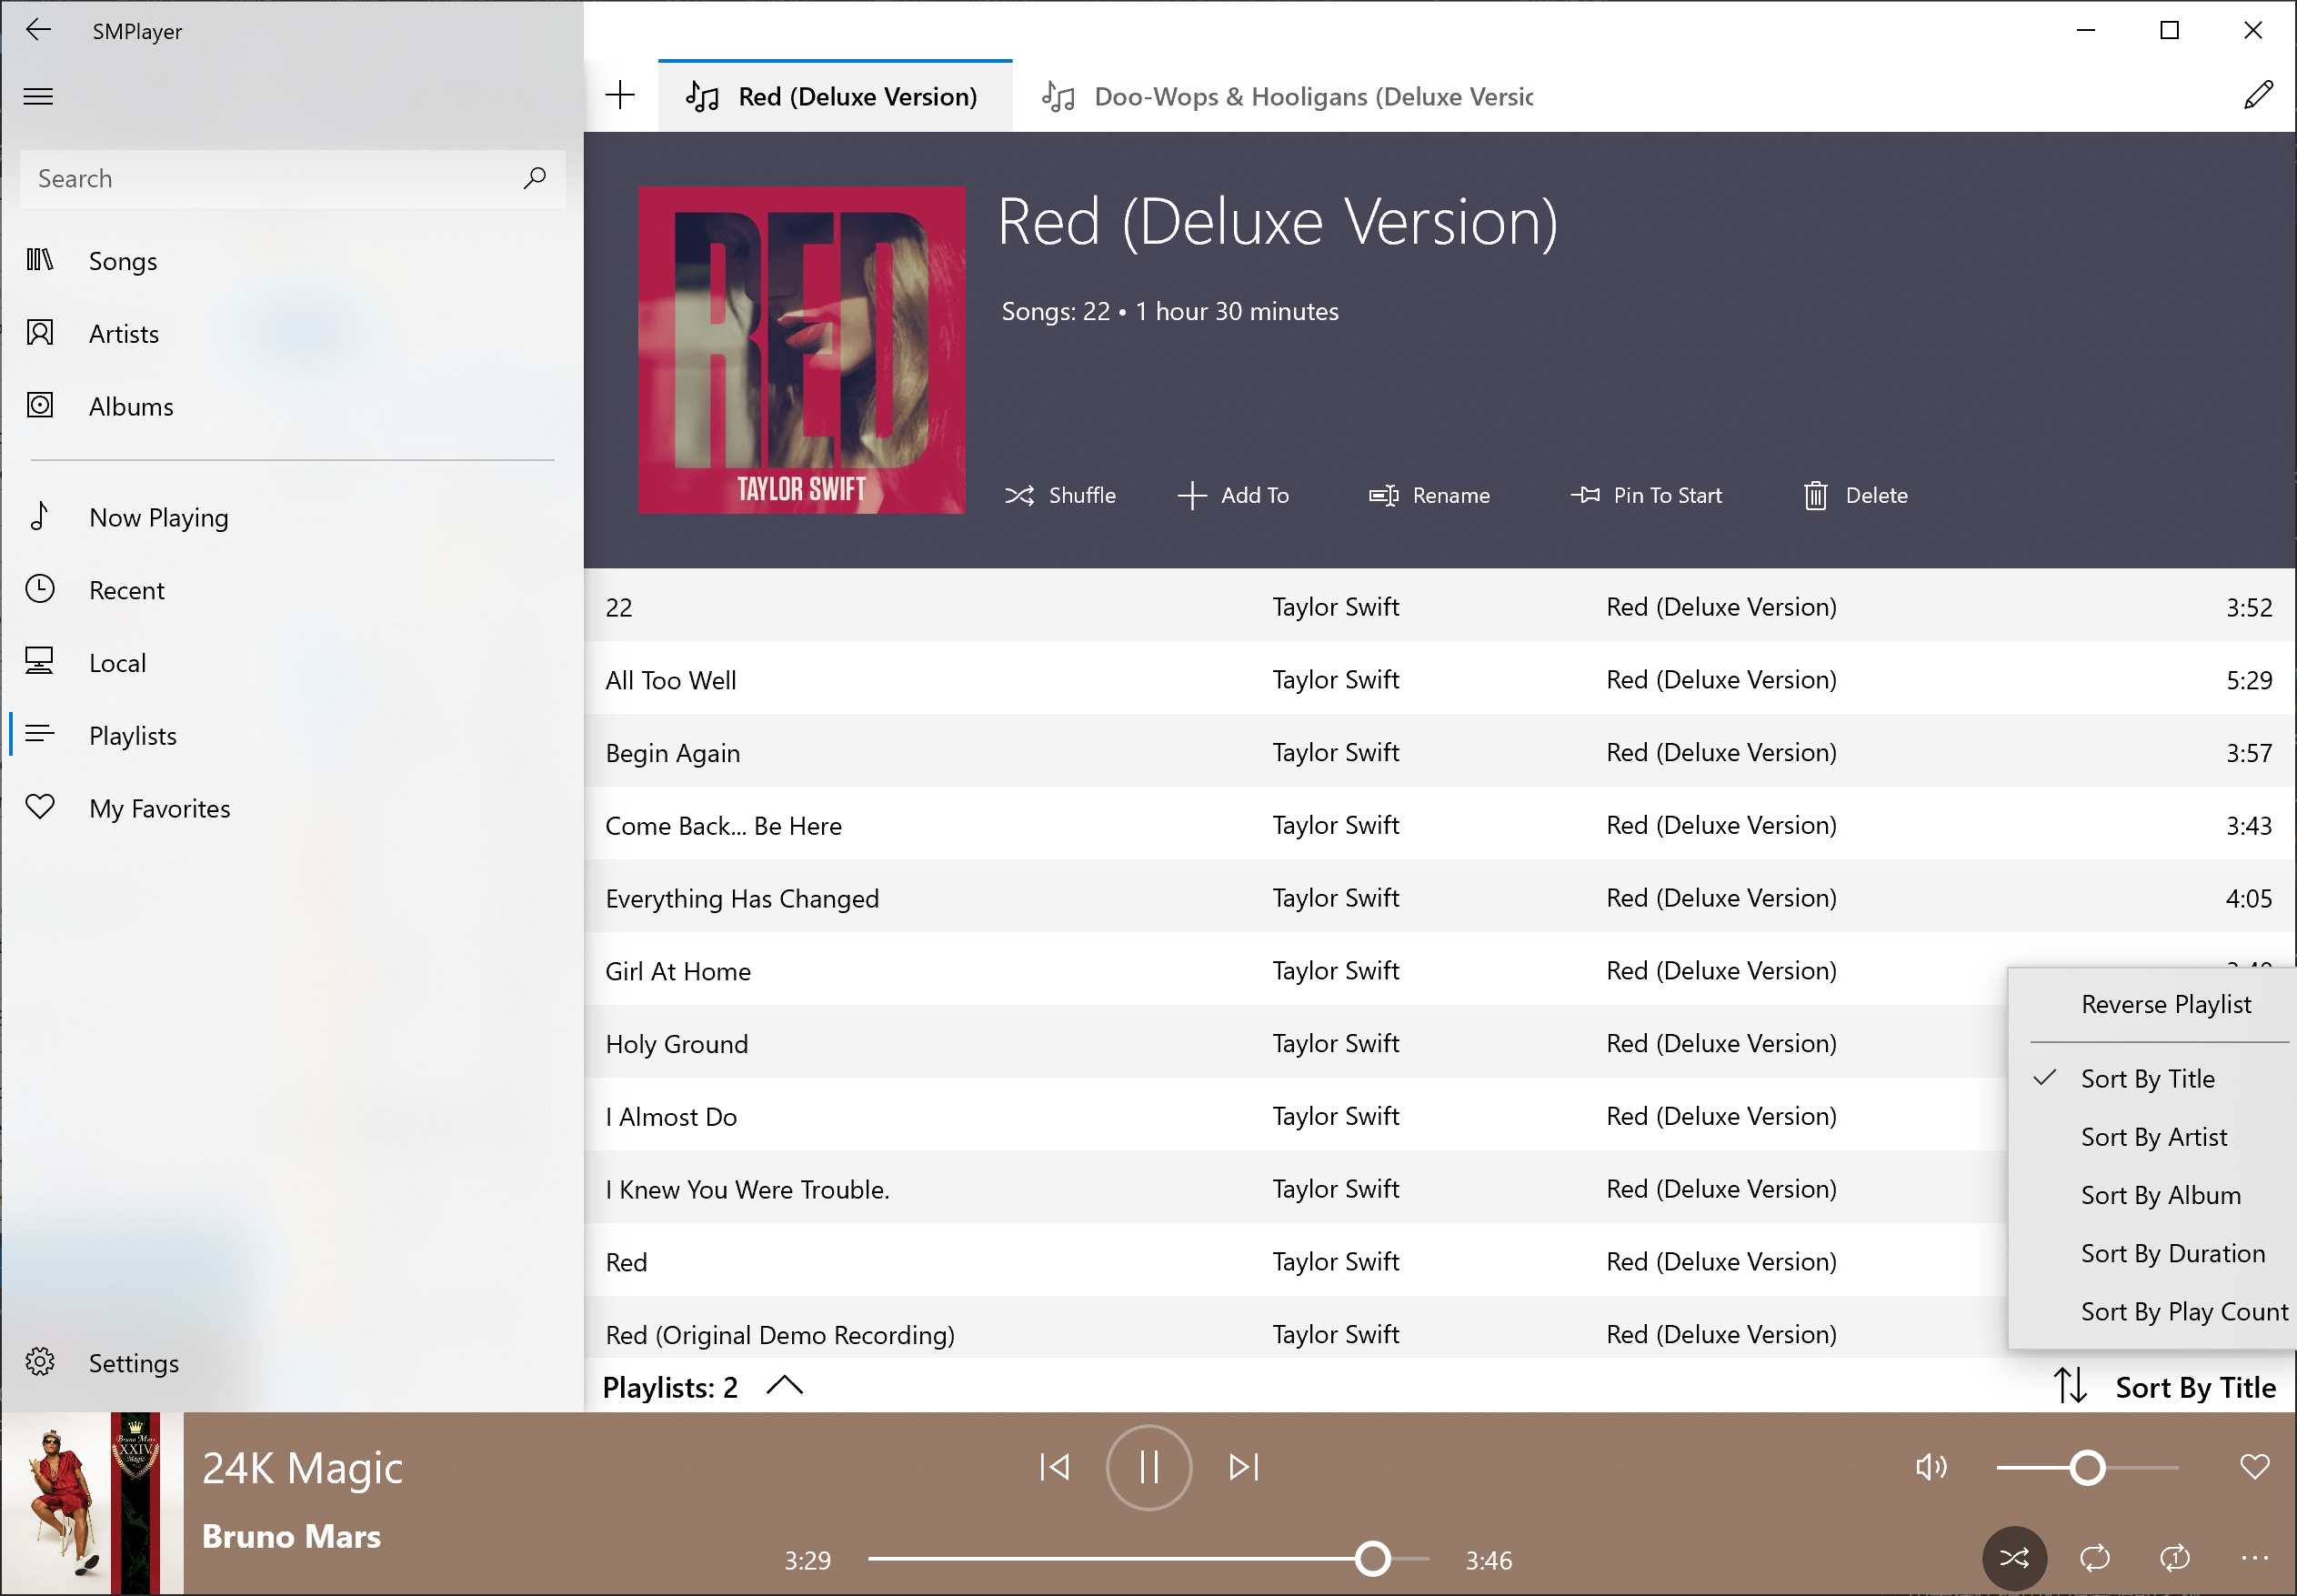 SMPlayer
Search
Songs
Artists
Albums
Now Playing
Recent
Local
Playlists
My Favorites
Settings
Red (Deluxe Version)
Doo-Wops & Hooligans (Deluxe Versic
RED
TAYLOR SWIFT
Red (Deluxe Version)
Songs: 22 • 1 hour 30 minutes
Shuffle
Add To
Rename
Pin To Start
Delete
22 Taylor Swift Red (Deluxe Version) 3:52
All Too Well Taylor Swift Red (Deluxe Version) 5:29
Begin Again Taylor Swift Red (Deluxe Version) 3:57
Come Back... Be Here Taylor Swift Red (Deluxe Version) 3:43
Everything Has Changed Taylor Swift Red (Deluxe Version) 4:05
Girl At Home Taylor Swift Red (Deluxe Version)
Holy Ground Taylor Swift Red (Deluxe Version)
I Almost Do Taylor Swift Red (Deluxe Version)
I Knew You Were Trouble. Taylor Swift Red (Deluxe Version)
Red Taylor Swift Red (Deluxe Version)
Red (Original Demo Recording) Taylor Swift Red (Deluxe Version)
Reverse Playlist
Sort By Title
Sort By Artist
Sort By Album
Sort By Duration
Sort By Play Count
Playlists: 2
Sort By Title
Bruno Mars
XXIV
Magic
24K Magic
Bruno Mars
3:29
3:46